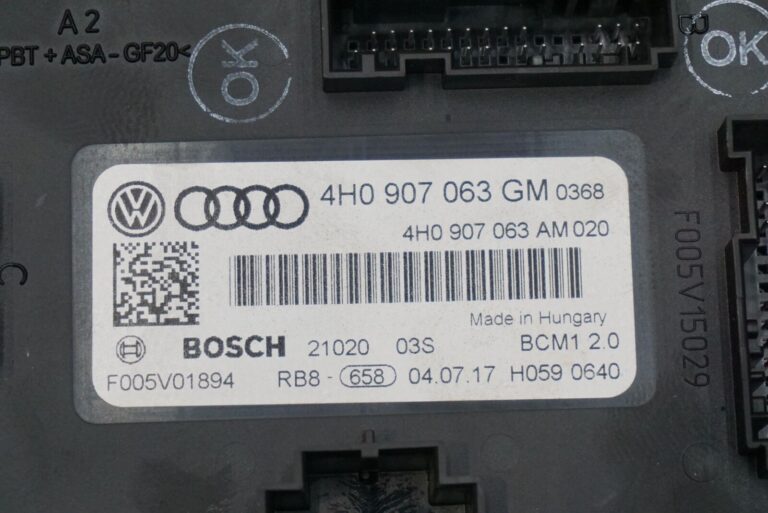 A 2
PBT + ASA - GF20<
OK
B
OK
4H0 907 063 GM 0368
4H0 907 063 AM 020
Made in Hungary
BOSCH 21020 03S BCM1 2.0
F005V01894 RB8 - 658 04.07.17 H059 0640
F005V15029
C